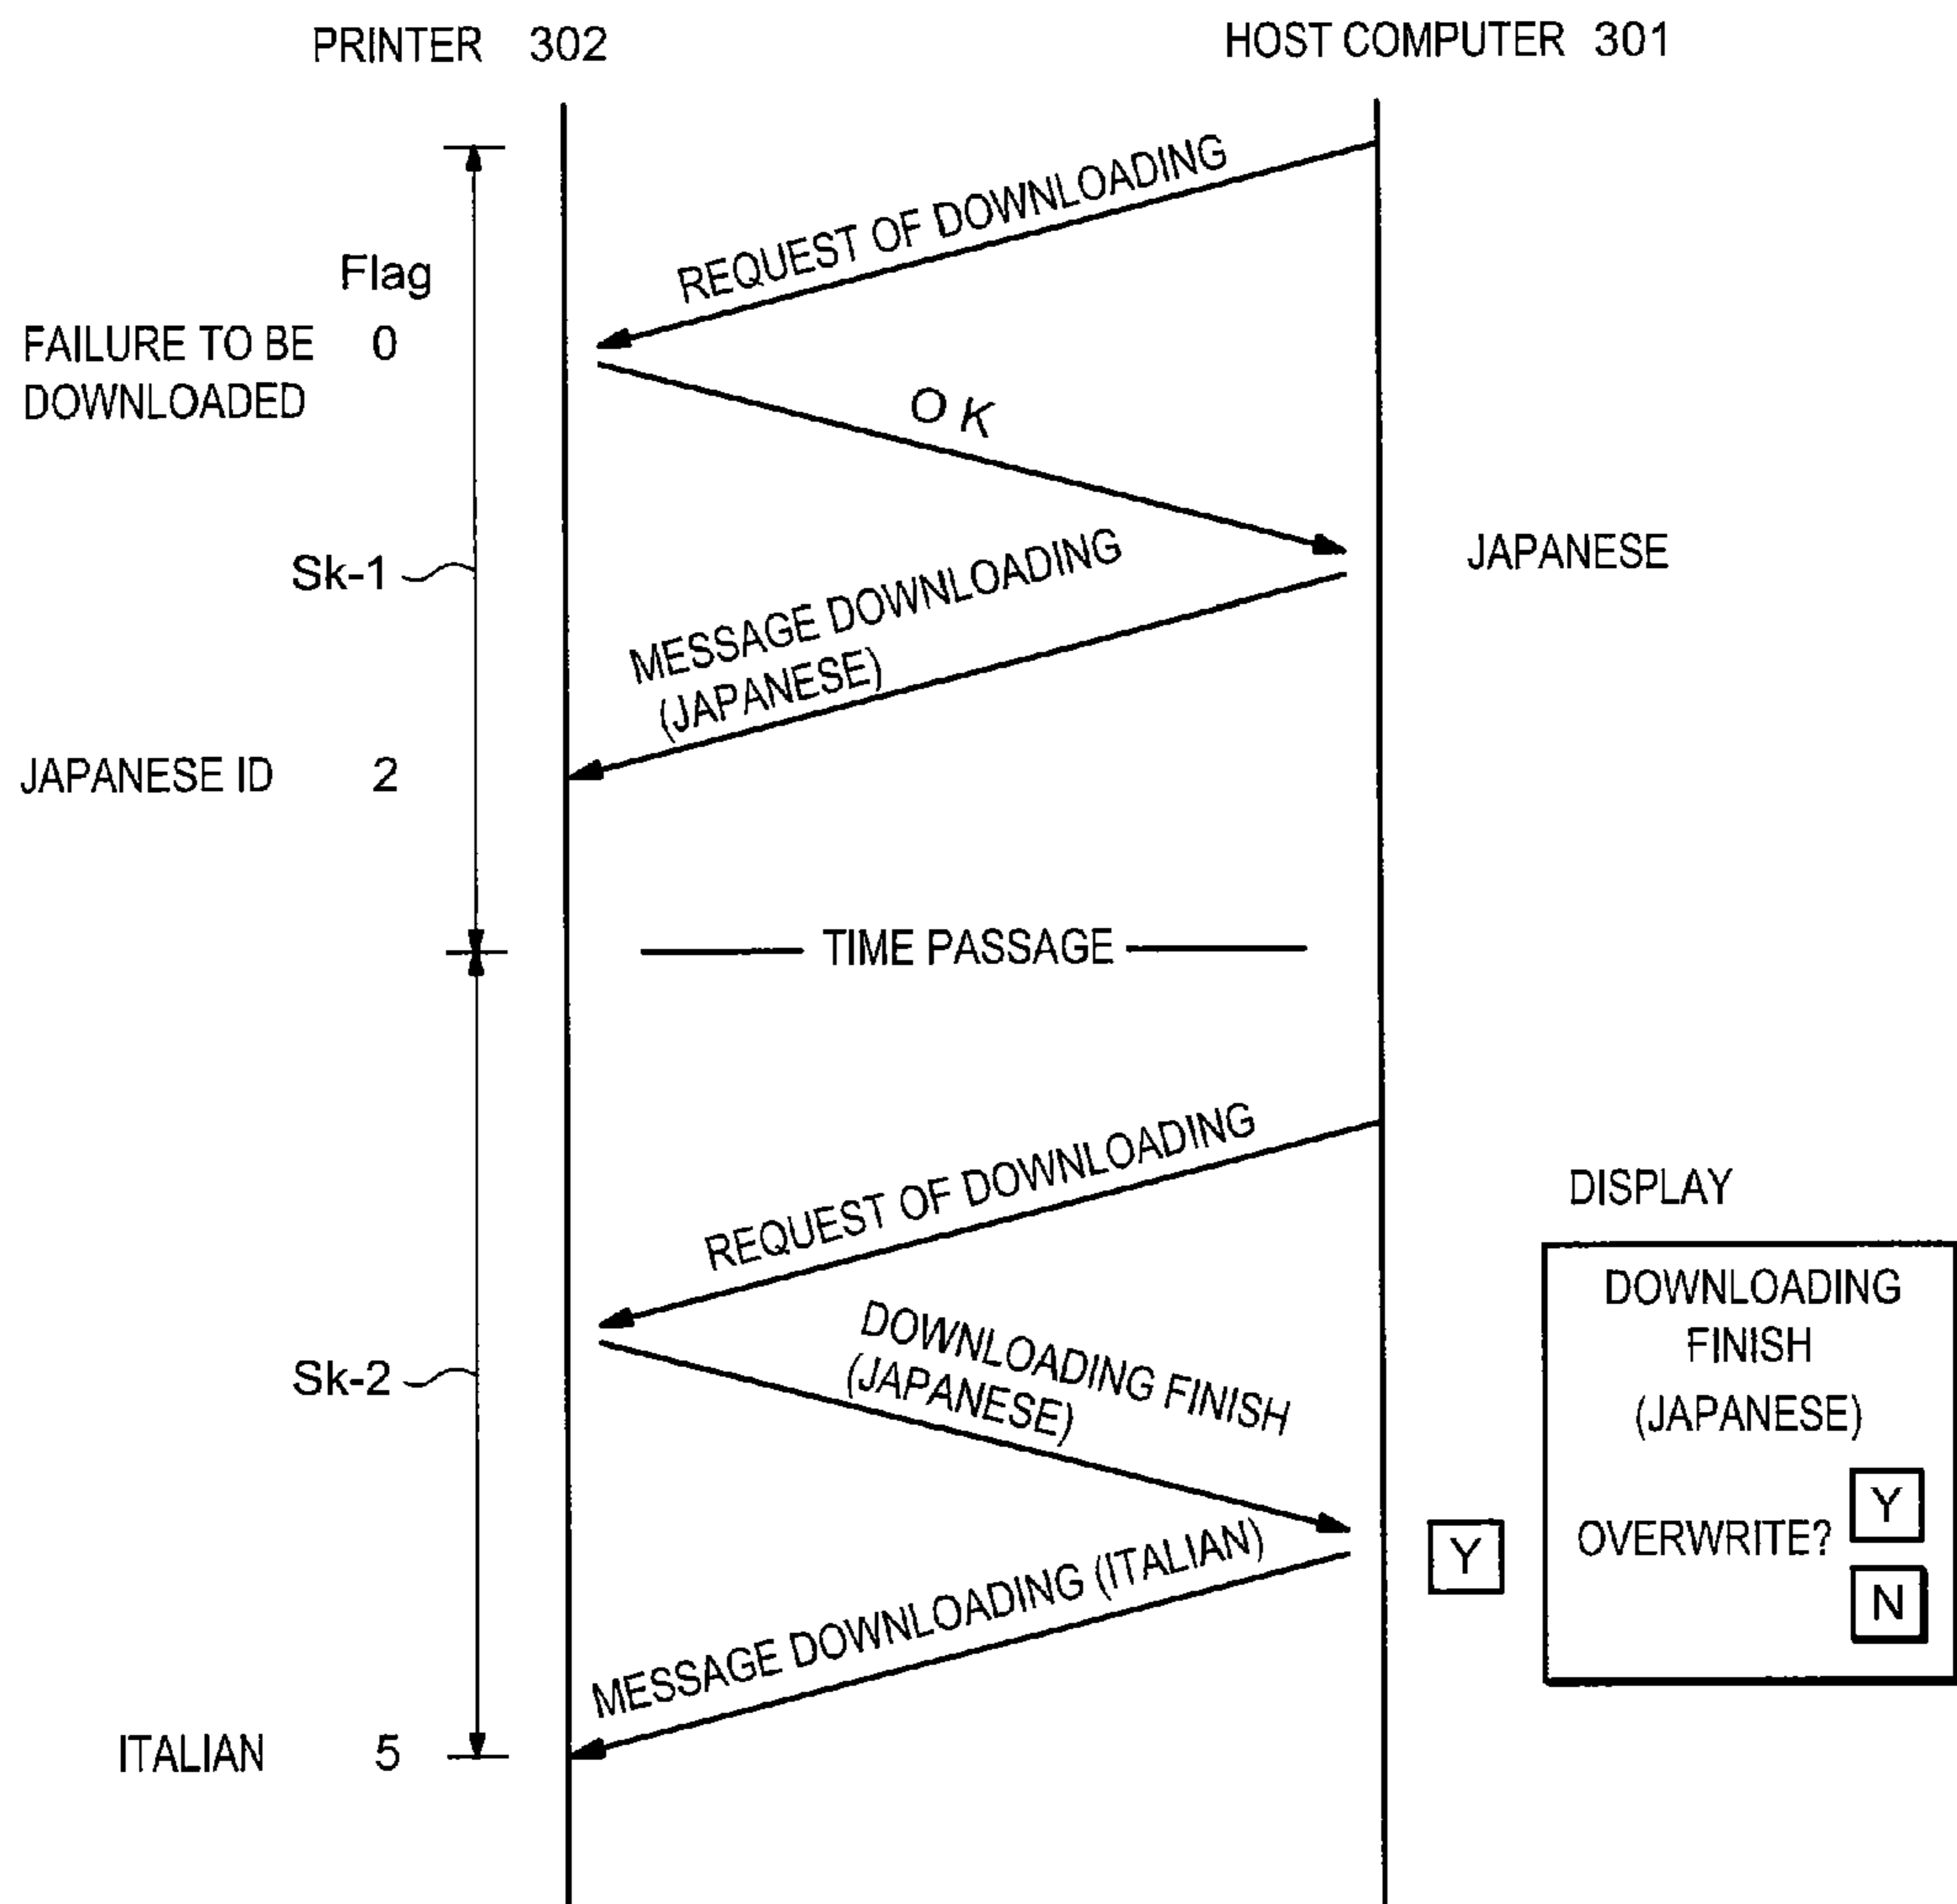 PRINTER 302
HOST COMPUTER 301
REQUEST OF DOWNLOADING
Flag
FAILURE TO BE 0
DOWNLOADED
OK
Sk-1
JAPANESE
MESSAGE DOWNLOADING
(JAPANESE)
JAPANESE ID 2
TIME PASSAGE
REQUEST OF DOWNLOADING
DISPLAY
DOWNLOADING
FINISH
(JAPANESE)
OVERWRITE?
Y
N
Sk-2
DOWNLOADING FINISH
(JAPANESE)
Y
MESSAGE DOWNLOADING (ITALIAN)
ITALIAN 5